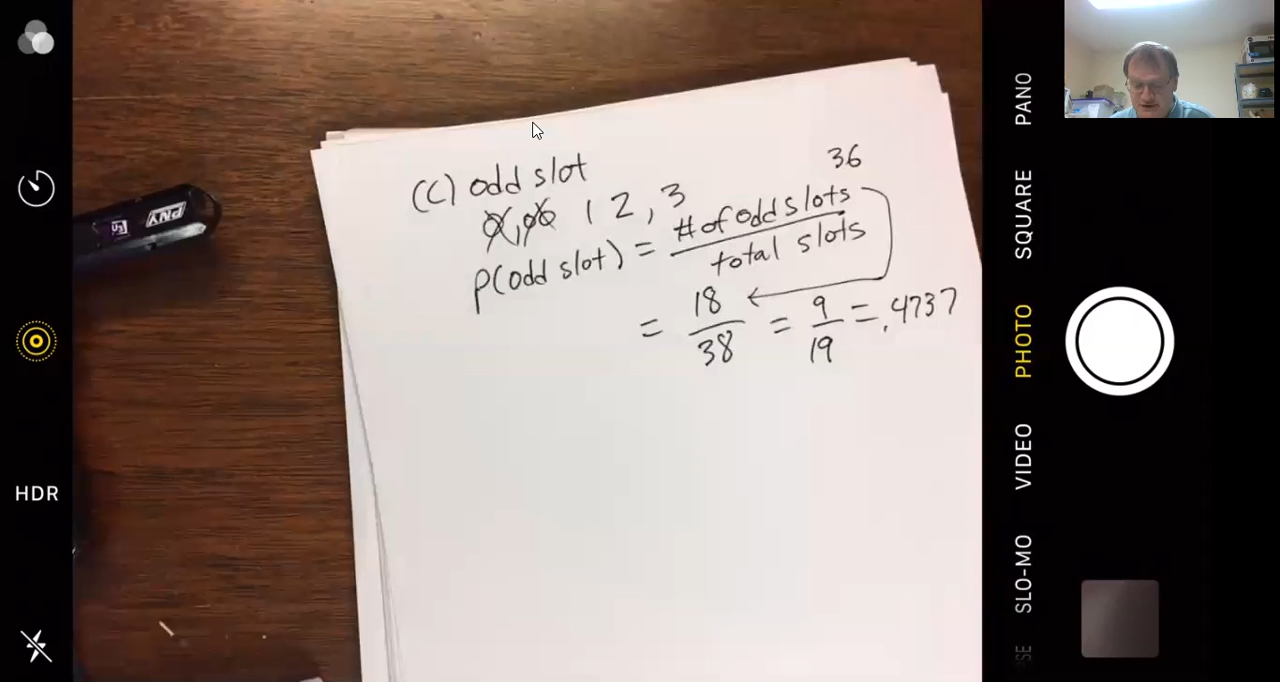 (C) odd slot
36
0, 00 1 2, 3
P(odd slot) = # of odd slots / total slots
= 18/38 = 9/19 = .4737
PNY
HDR
PANO
SQUARE
PHOTO
VIDEO
SLO-MO
SE